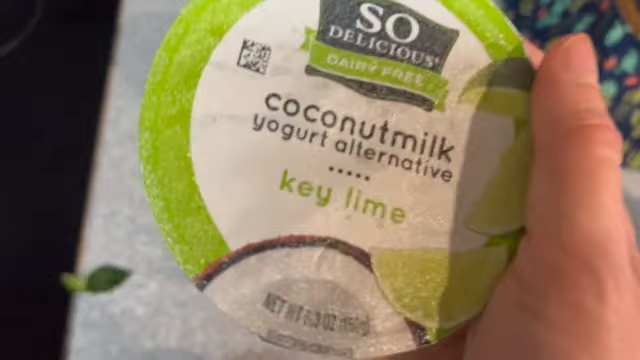 SO
DELICIOUS®
DAIRY FREE
coconutmilk
yogurt alternative
key lime
NET WT 5.3 OZ (150g)